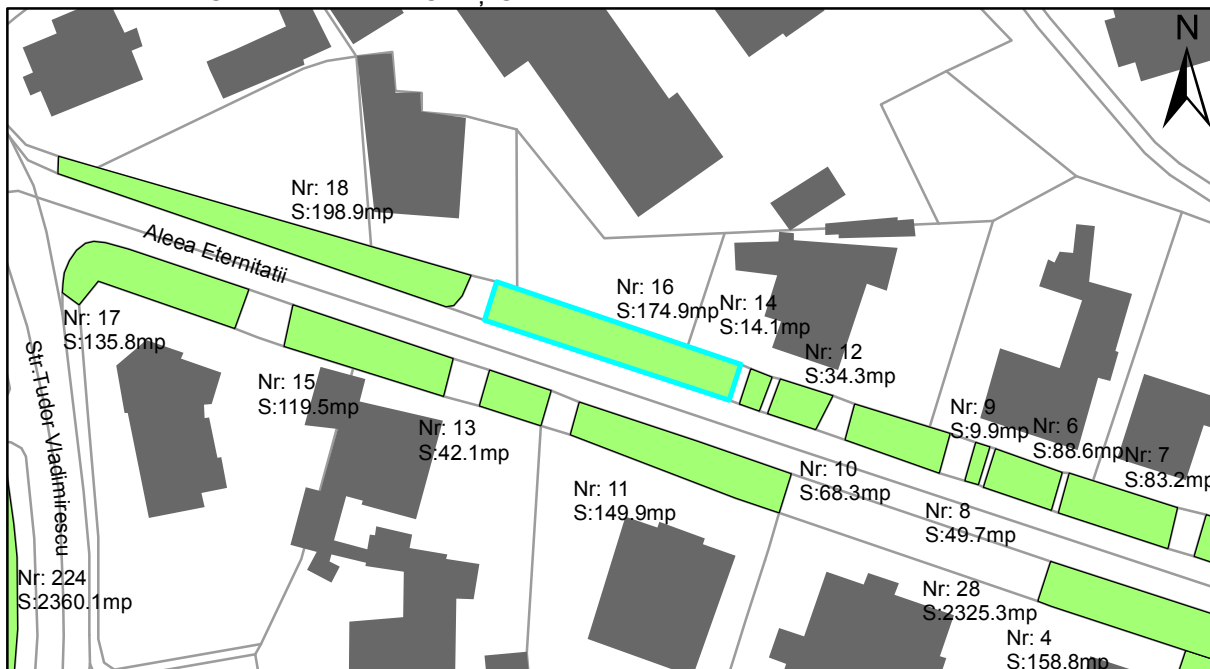 N
Nr: 18
S:198.9mp
Aleea Eternitatii
Nr: 16
S:174.9mp
Nr: 14
S:14.1mp
Nr: 17
S:135.8mp
Nr: 12
S:34.3mp
Str.Tudor Vladimirescu
Nr: 15
S:119.5mp
Nr: 13
S:42.1mp
Nr: 9
S:9.9mp
Nr: 6
S:88.6mp
Nr: 7
S:83.2mp
Nr: 10
S:68.3mp
Nr: 11
S:149.9mp
Nr: 8
S:49.7mp
Nr: 224
S:2360.1mp
Nr: 28
S:2325.3mp
Nr: 4
S:158.8mp